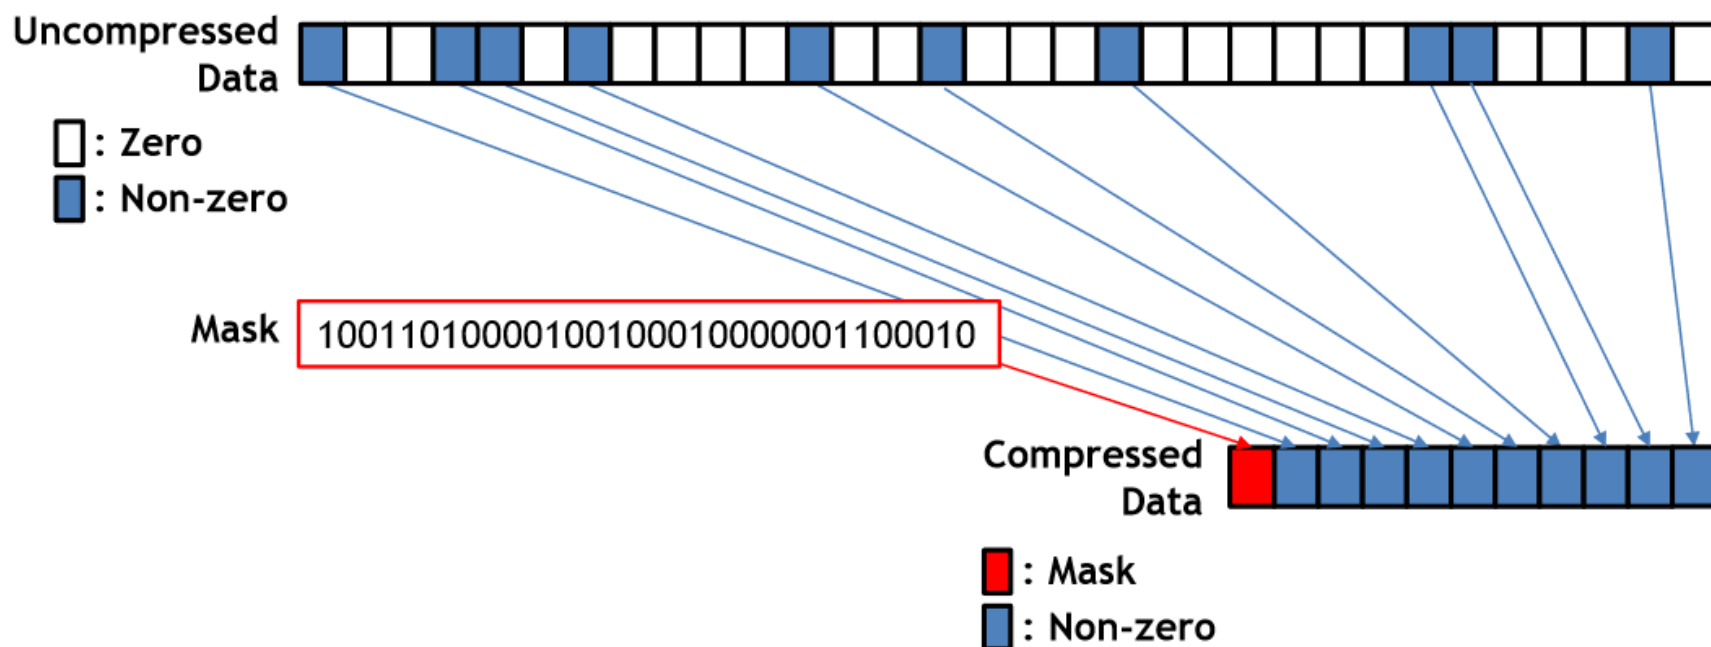 Uncompressed
Data
: Zero
: Non-zero
Mask
10011010000100100010000001100010
Compressed
Data
: Mask
: Non-zero